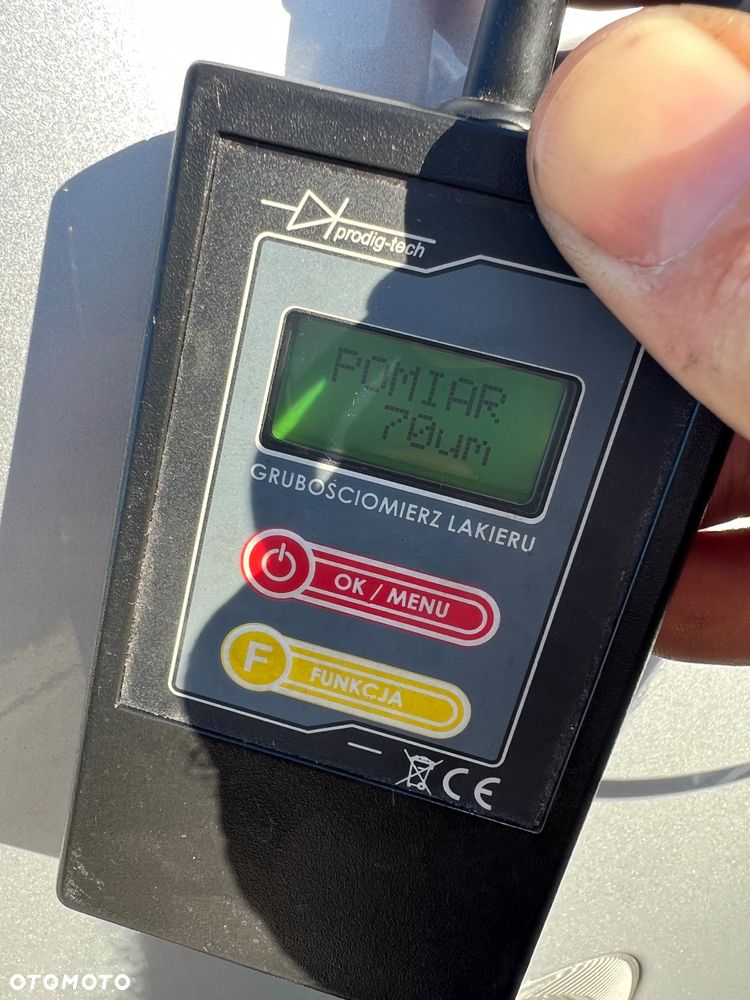 prodig-tech
POMIAR
70um
GRUBOŚCIOMIERZ LAKIERU
OK / MENU
F
FUNKCJA
CE
OTOMOTO